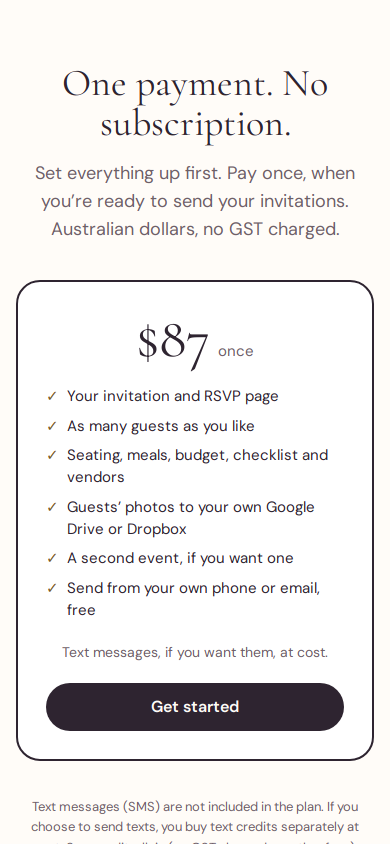 One payment. No
subscription.
Set everything up first. Pay once, when
you’re ready to send your invitations.
Australian dollars, no GST charged.
$87 once
✓ Your invitation and RSVP page
✓ As many guests as you like
✓ Seating, meals, budget, checklist and
vendors
✓ Guests’ photos to your own Google
Drive or Dropbox
✓ A second event, if you want one
✓ Send from your own phone or email,
free
Text messages, if you want them, at cost.
Get started
Text messages (SMS) are not included in the plan. If you
choose to send texts, you buy text credits separately at